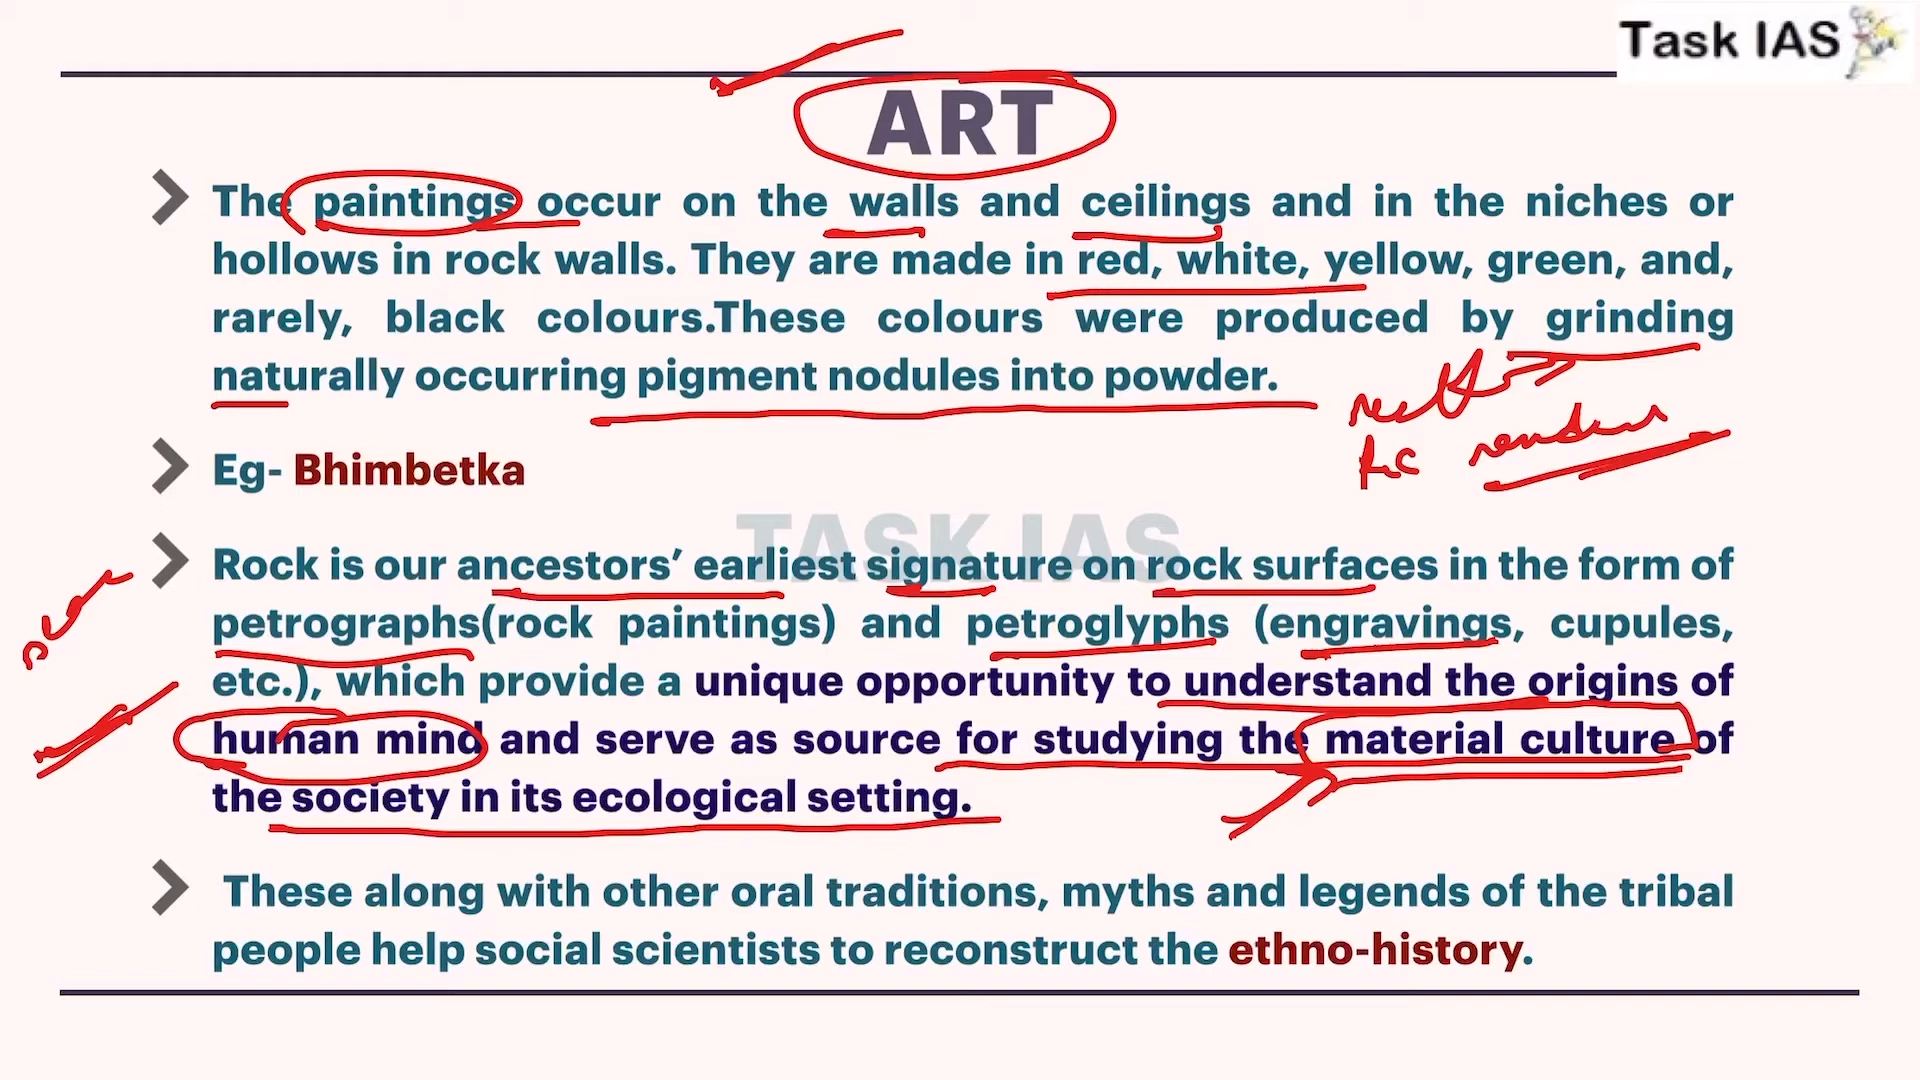 Task IAS
ART
The paintings occur on the walls and ceilings and in the niches or
hollows in rock walls. They are made in red, white, yellow, green, and,
rarely, black colours.These colours were produced by grinding
naturally occurring pigment nodules into powder.
Eg- Bhimbetka
TASK IAS
Rock is our ancestors’ earliest signature on rock surfaces in the form of
petrographs(rock paintings) and petroglyphs (engravings, cupules,
etc.), which provide a unique opportunity to understand the origins of
human mind and serve as source for studying the material culture of
the society in its ecological setting.
These along with other oral traditions, myths and legends of the tribal
people help social scientists to reconstruct the ethno-history.